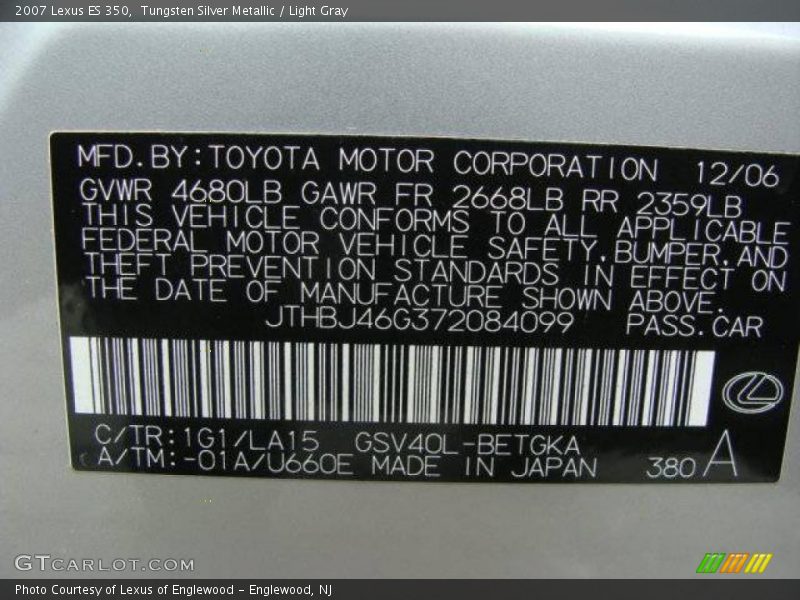 2007 Lexus ES 350, Tungsten Silver Metallic / Light Gray
MFD.BY:TOYOTA MOTOR CORPORATION 12/06
GVWR 4680LB GAWR FR 2668LB RR 2359LB
THIS VEHICLE CONFORMS TO ALL APPLICABLE
FEDERAL MOTOR VEHICLE SAFETY,BUMPER,AND
THEFT PREVENTION STANDARDS IN EFFECT ON
THE DATE OF MANUFACTURE SHOWN ABOVE.
JTHBJ46G372084099 PASS.CAR
C/TR:1G1/LA15 GSV40L-BETGKA
A/TM:-01A/U660E MADE IN JAPAN 380 A
GTCARLOT.COM
Photo Courtesy of Lexus of Englewood - Englewood, NJ